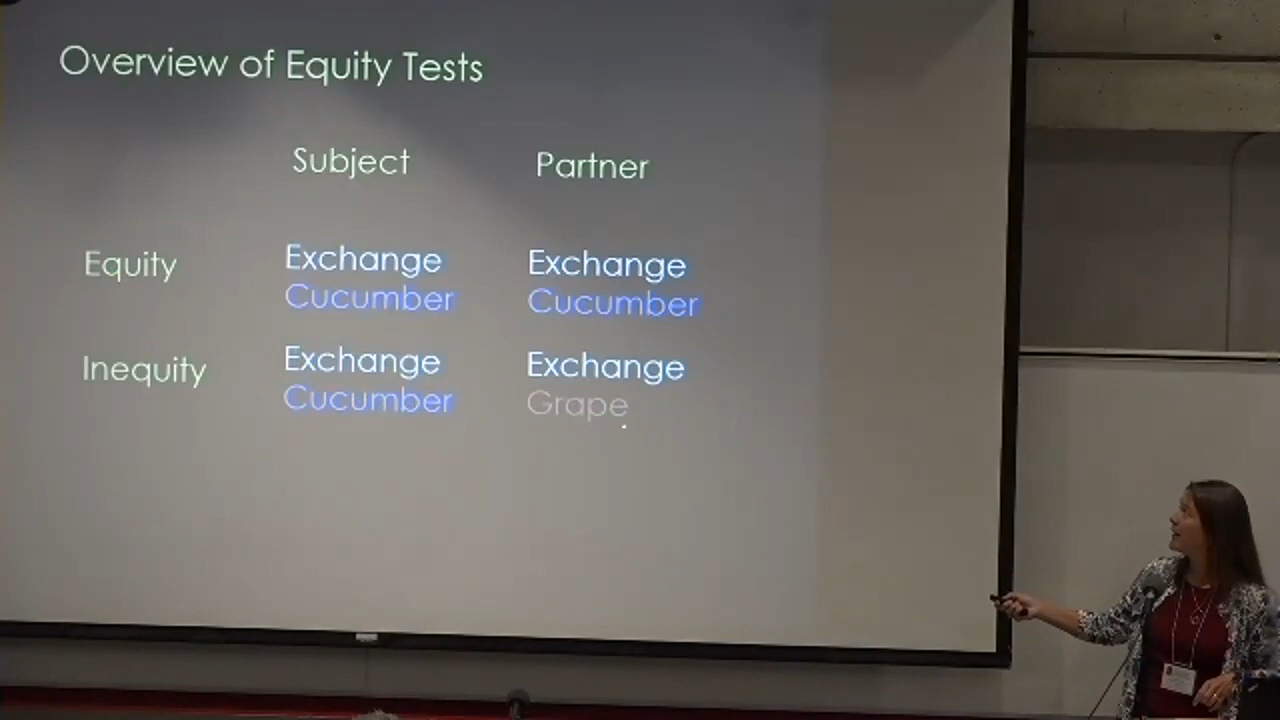 Overview of Equity Tests
Subject Partner
Equity
Exchange Exchange
Cucumber Cucumber
Inequity
Exchange Exchange
Cucumber Grape